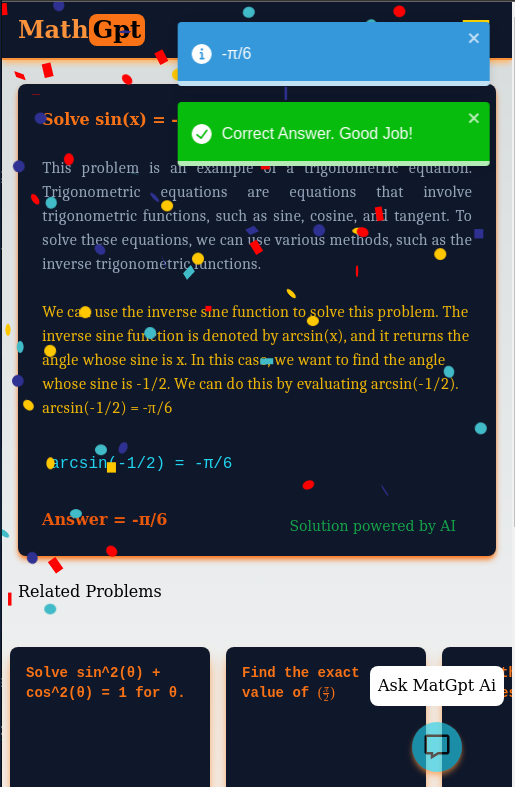 MathGpt
-π/6
Correct Answer. Good Job!
Solve sin(x) = -
This problem is an example of a trigonometric equation.
Trigonometric equations are equations that involve
trigonometric functions, such as sine, cosine, and tangent. To
solve these equations, we can use various methods, such as the
inverse trigonometric functions.
We can use the inverse sine function to solve this problem. The
inverse sine function is denoted by arcsin(x), and it returns the
angle whose sine is x. In this case, we want to find the angle
whose sine is -1/2. We can do this by evaluating arcsin(-1/2).
arcsin(-1/2) = -π/6
arcsin(-1/2) = -π/6
Answer = -π/6
Solution powered by AI
Related Problems
Solve sin^2(θ) +
cos^2(θ) = 1 for θ.
Find the exact
value of (π/2)
Ask MatGpt Ai